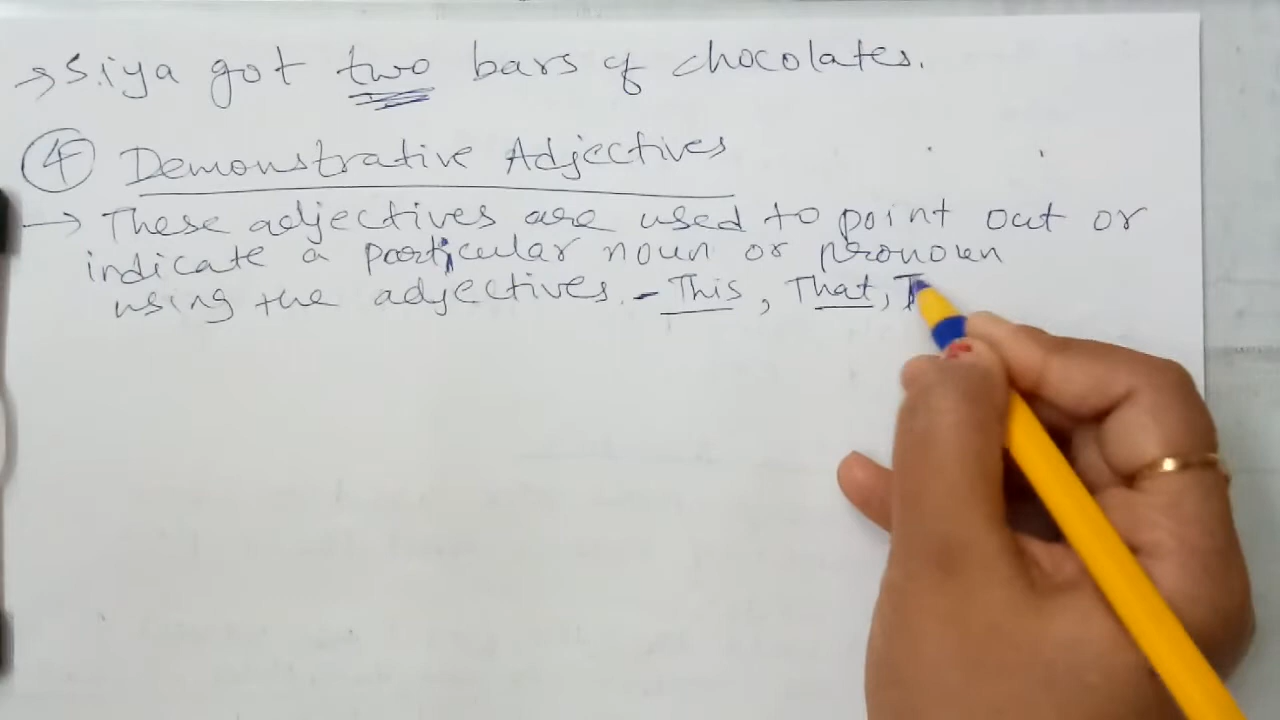 → Siya got two bars of chocolates.
④ Demonstrative Adjectives
→ These adjectives are used to point out or
indicate a particular noun or pronoun
using the adjectives. - This, That, T